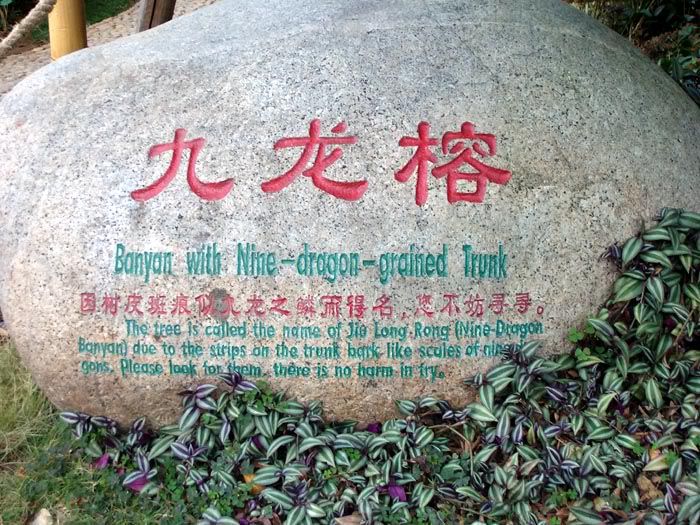 九龙榕
Banyan with Nine-dragon-grained Trunk
因树皮斑痕似九龙之鳞而得名，您不妨寻寻。
The tree is called the name of Jiu Long Rong (Nine-Dragon
Banyan) due to the strips on the trunk bark like scales of nine
gons. Please look for them, there is no harm in try。